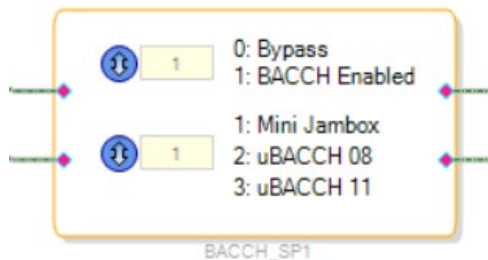 1
0: Bypass
1: BACCH Enabled
1
1: Mini Jambox
2: uBACCH 08
3: uBACCH 11
BACCH_SP1